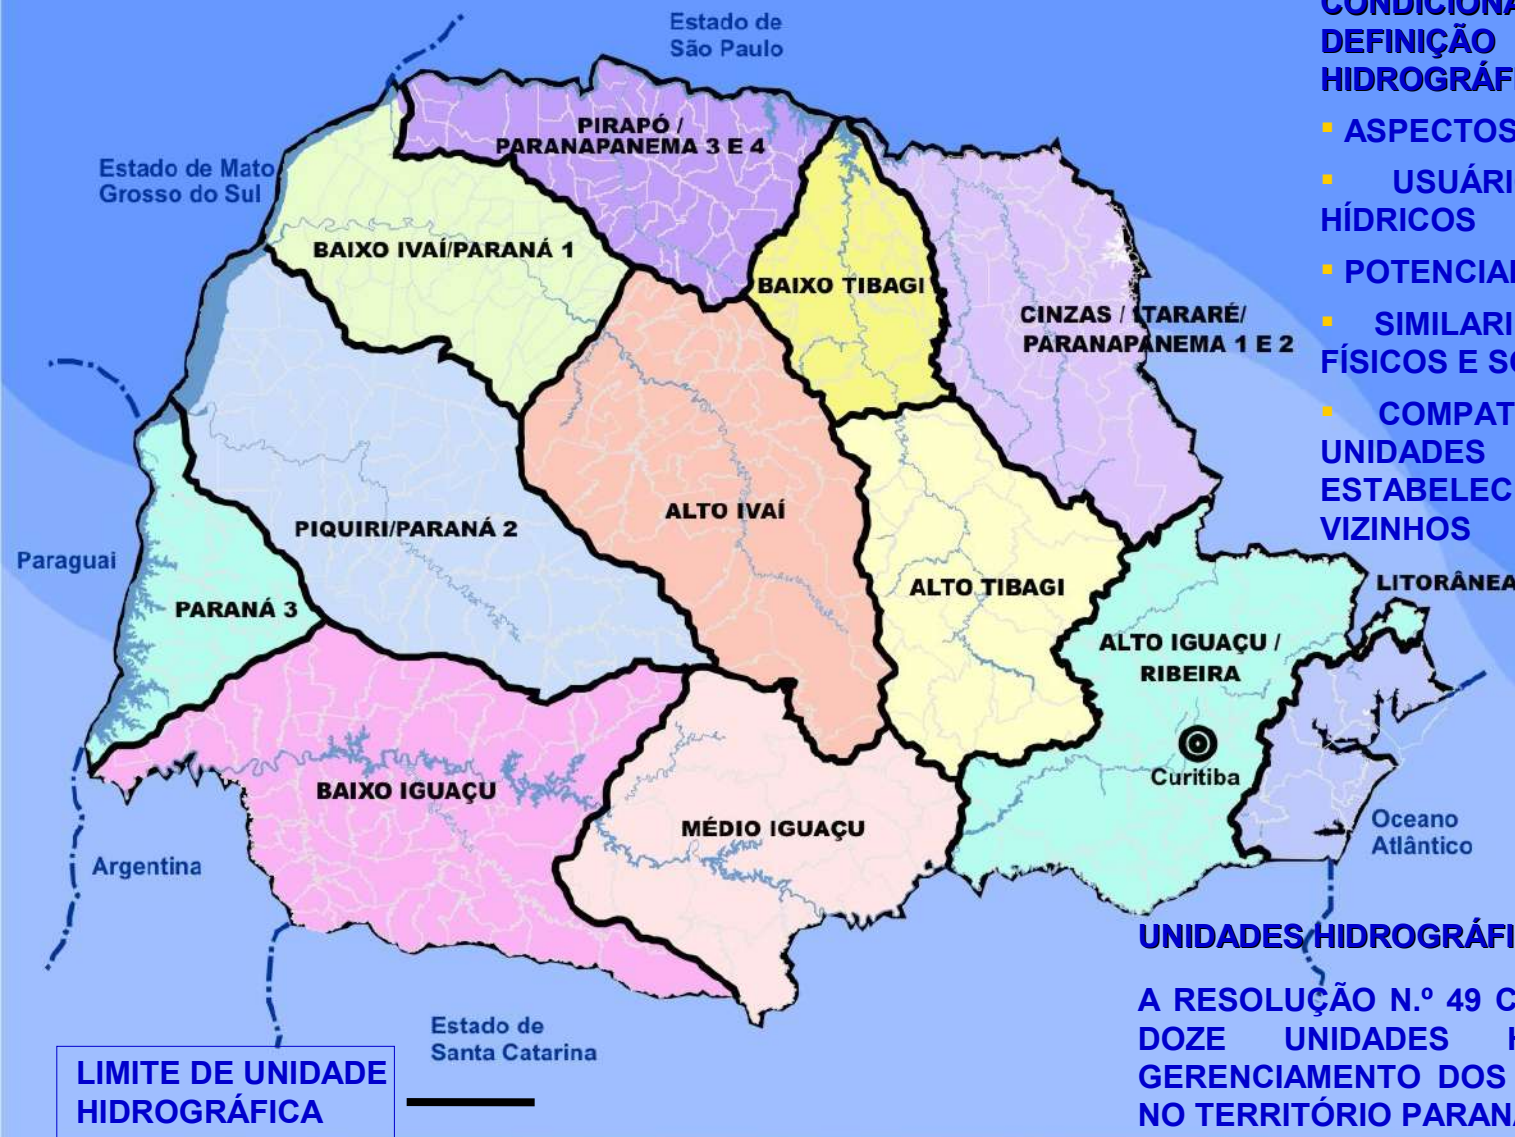 Estado de
São Paulo
Estado de Mato
Grosso do Sul
PIRAPÓ /
PARANAPANEMA 3 E 4
BAIXO IVAÍ/PARANÁ 1
BAIXO TIBAGI
CINZAS / ITARARÉ/
PARANAPANEMA 1 E 2
PIQUIRI/PARANÁ 2
ALTO IVAÍ
Paraguai
PARANÁ 3
ALTO TIBAGI
LITORÂNEA
ALTO IGUAÇU /
RIBEIRA
Curitiba
BAIXO IGUAÇU
MÉDIO IGUAÇU
Oceano
Atlântico
Argentina
Estado de
Santa Catarina
LIMITE DE UNIDADE
HIDROGRÁFICA
CONDICIONA
DEFINIÇÃO
HIDROGRÁF
▪ ASPECTOS
▪ USUÁRI
HÍDRICOS
▪ POTENCIA
▪ SIMILARI
FÍSICOS E S
▪ COMPAT
UNIDADES
ESTABELEC
VIZINHOS
UNIDADES HIDROGRÁFI
A RESOLUÇÃO N.º 49 C
DOZE UNIDADES H
GERENCIAMENTO DOS
NO TERRITÓRIO PARANA